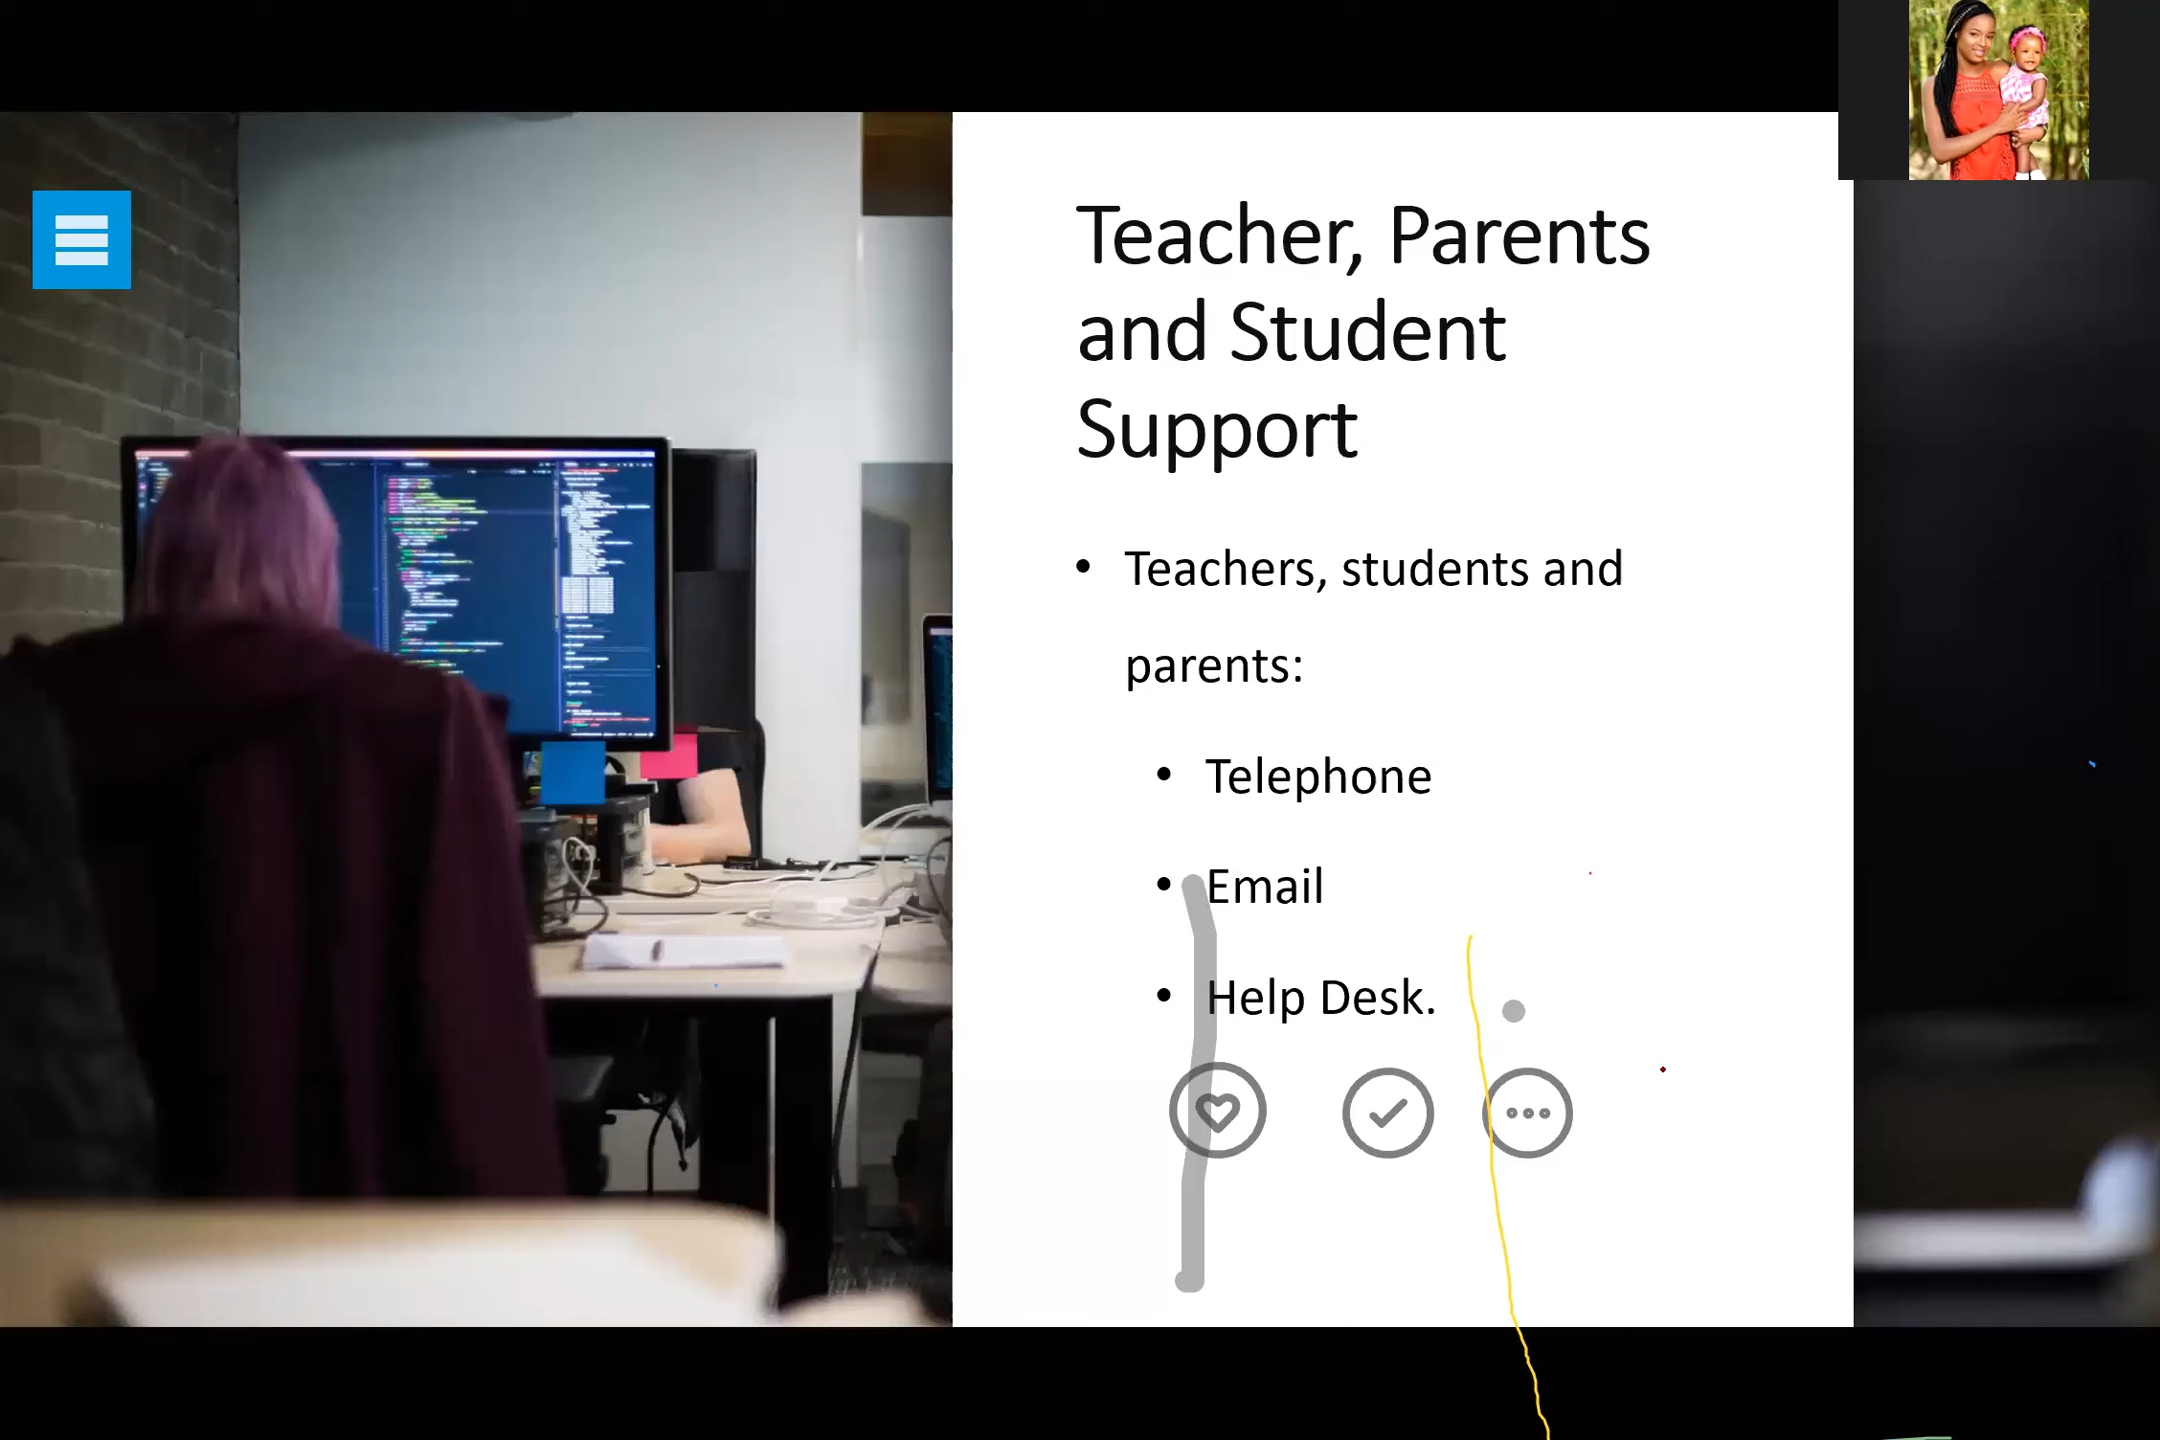 Teacher, Parents
and Student
Support
• Teachers, students and
parents:
• Telephone
• Email
• Help Desk.